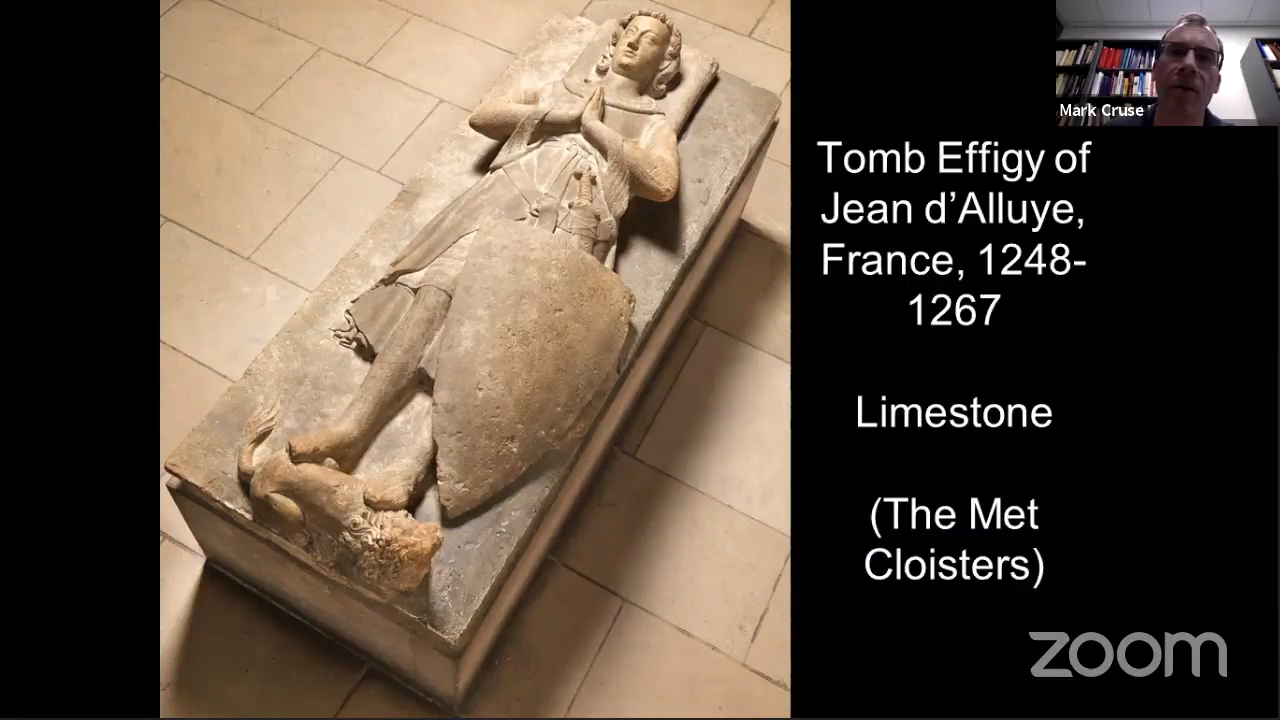 Mark Cruse
Tomb Effigy of
Jean d’Alluye,
France, 1248-
1267
Limestone
(The Met
Cloisters)
zoom